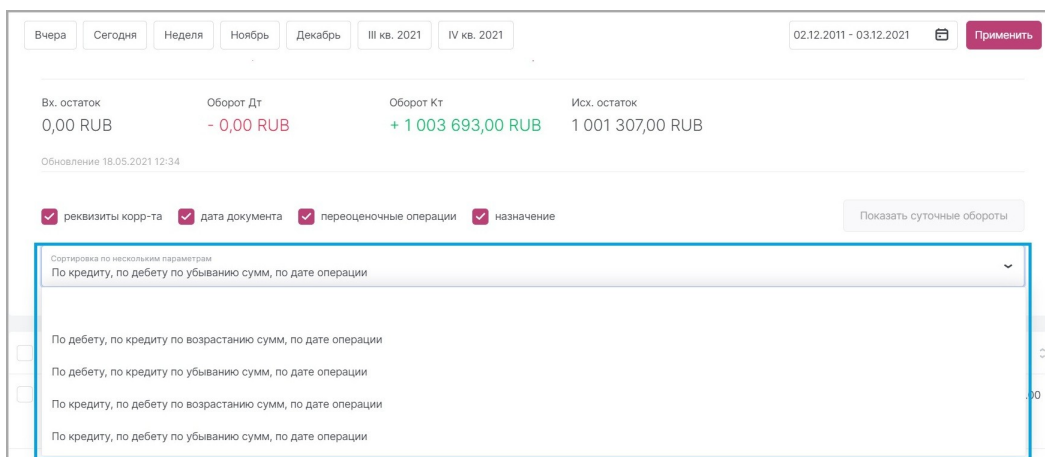 Вчера Сегодня Неделя Ноябрь Декабрь III кв. 2021 IV кв. 2021 02.12.2011 - 03.12.2021 Применить
Вх. остаток Оборот Дт Оборот Кт Исх. остаток
0,00 RUB - 0,00 RUB + 1 003 693,00 RUB 1 001 307,00 RUB
Обновление 18.05.2021 12:34
реквизиты корр-та дата документа переоценочные операции назначение Показать суточные обороты
Сортировка по нескольким параметрам
По кредиту, по дебету по убыванию сумм, по дате операции
По дебету, по кредиту по возрастанию сумм, по дате операции
По дебету, по кредиту по убыванию сумм, по дате операции
По кредиту, по дебету по возрастанию сумм, по дате операции
По кредиту, по дебету по убыванию сумм, по дате операции